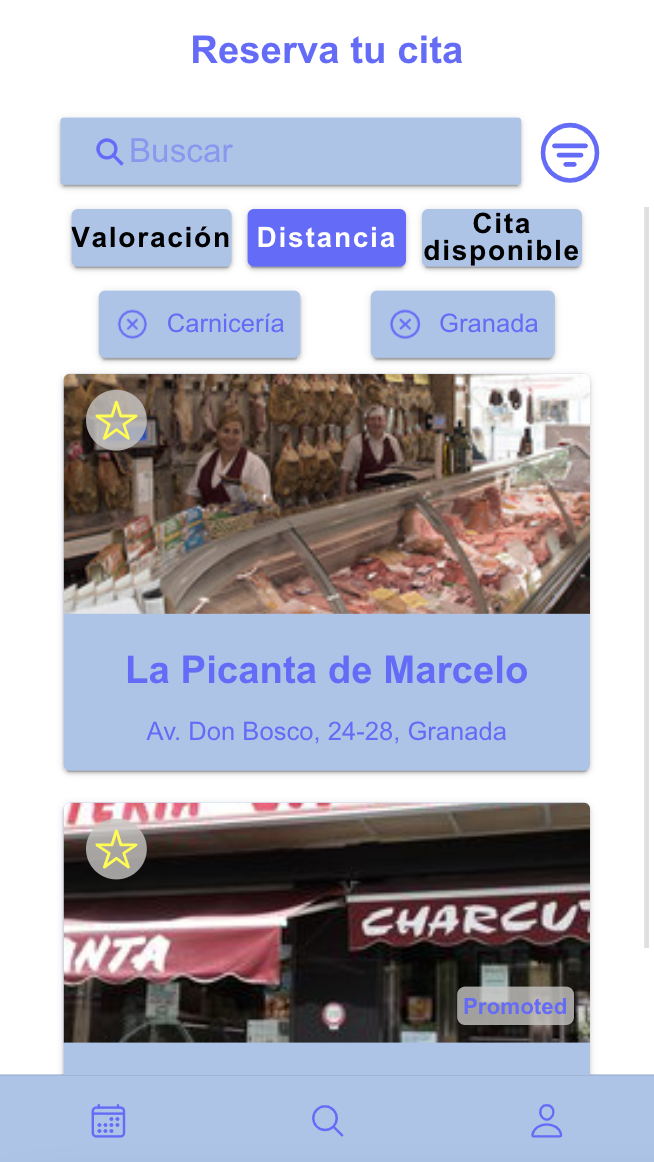 Reserva tu cita
Buscar
Valoración
Distancia
Cita
disponible
Carnicería
Granada
La Picanta de Marcelo
Av. Don Bosco, 24-28, Granada
CHARCUT
Promoted